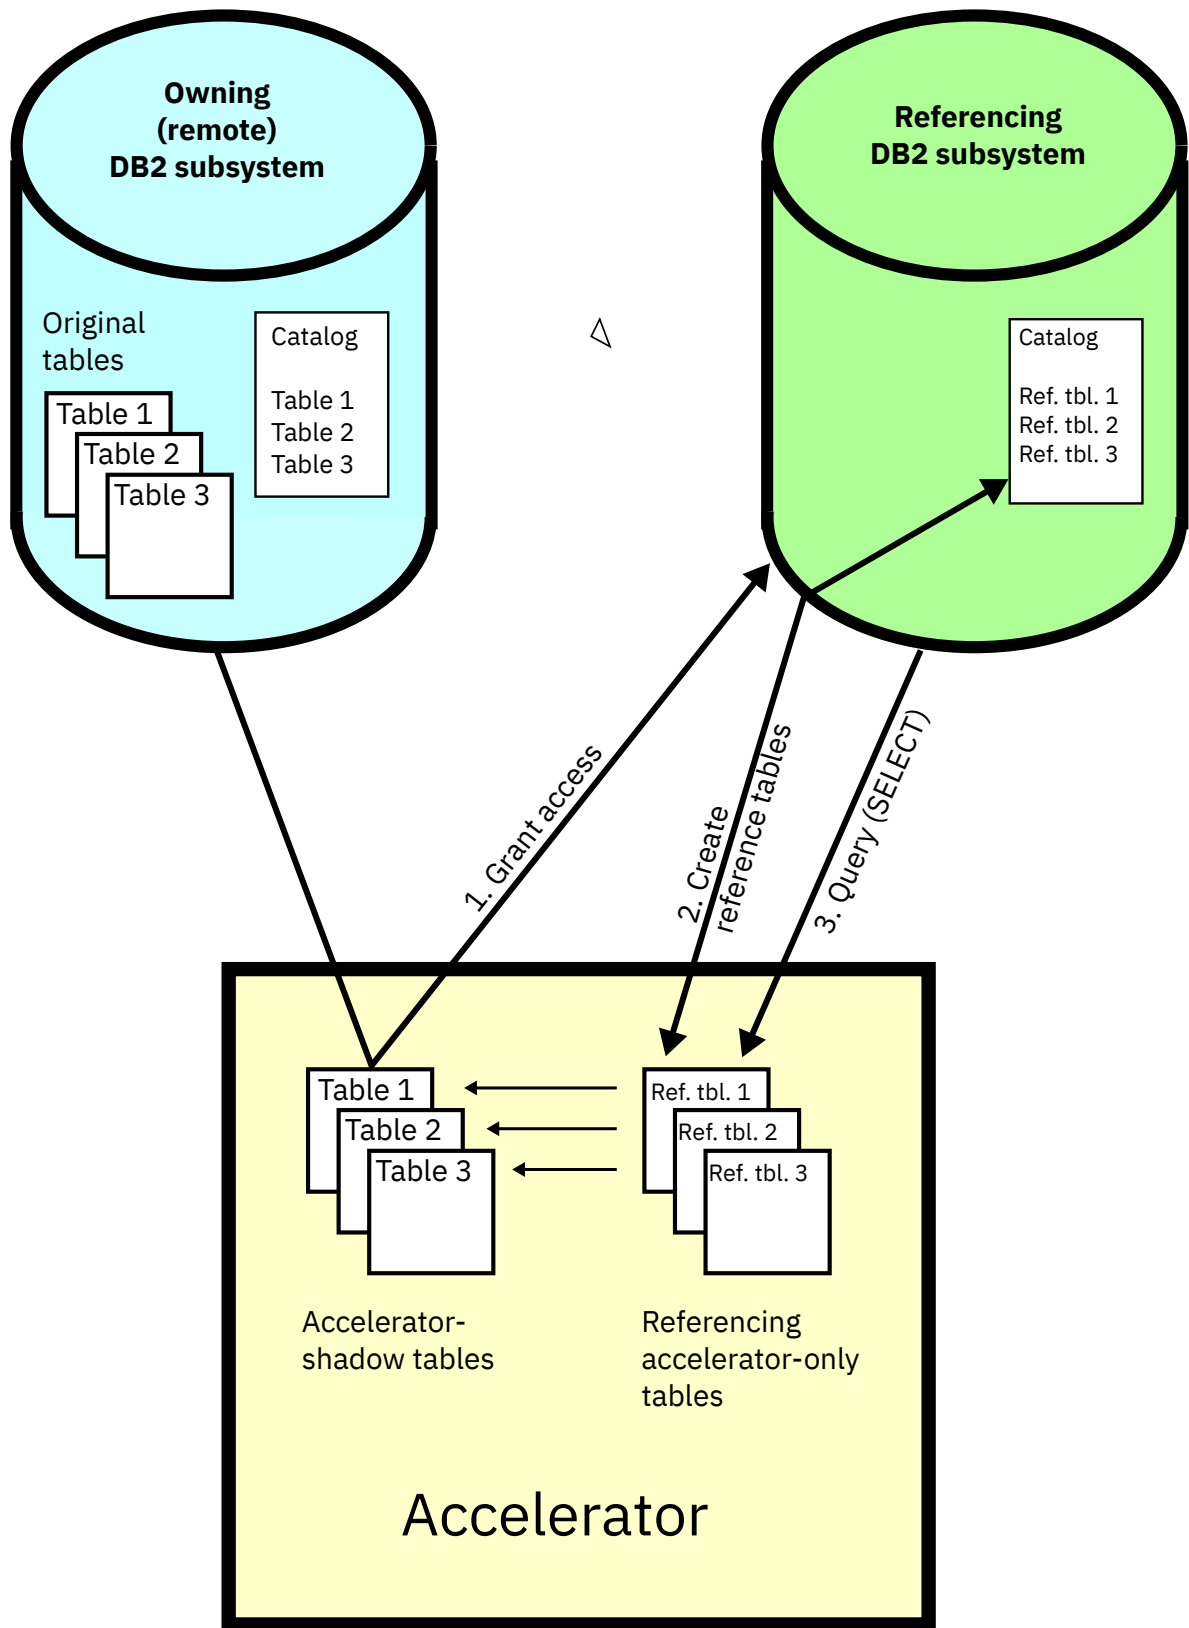 Owning
(remote)
DB2 subsystem
Referencing
DB2 subsystem
Original
tables
Table 1
Table 2
Table 3
Catalog
Table 1
Table 2
Table 3
Catalog
Ref. tbl. 1
Ref. tbl. 2
Ref. tbl. 3
1. Grant access
2. Create
reference tables
3. Query (SELECT)
Table 1
Table 2
Table 3
Ref. tbl. 1
Ref. tbl. 2
Ref. tbl. 3
Accelerator-
shadow tables
Referencing
accelerator-only
tables
Accelerator